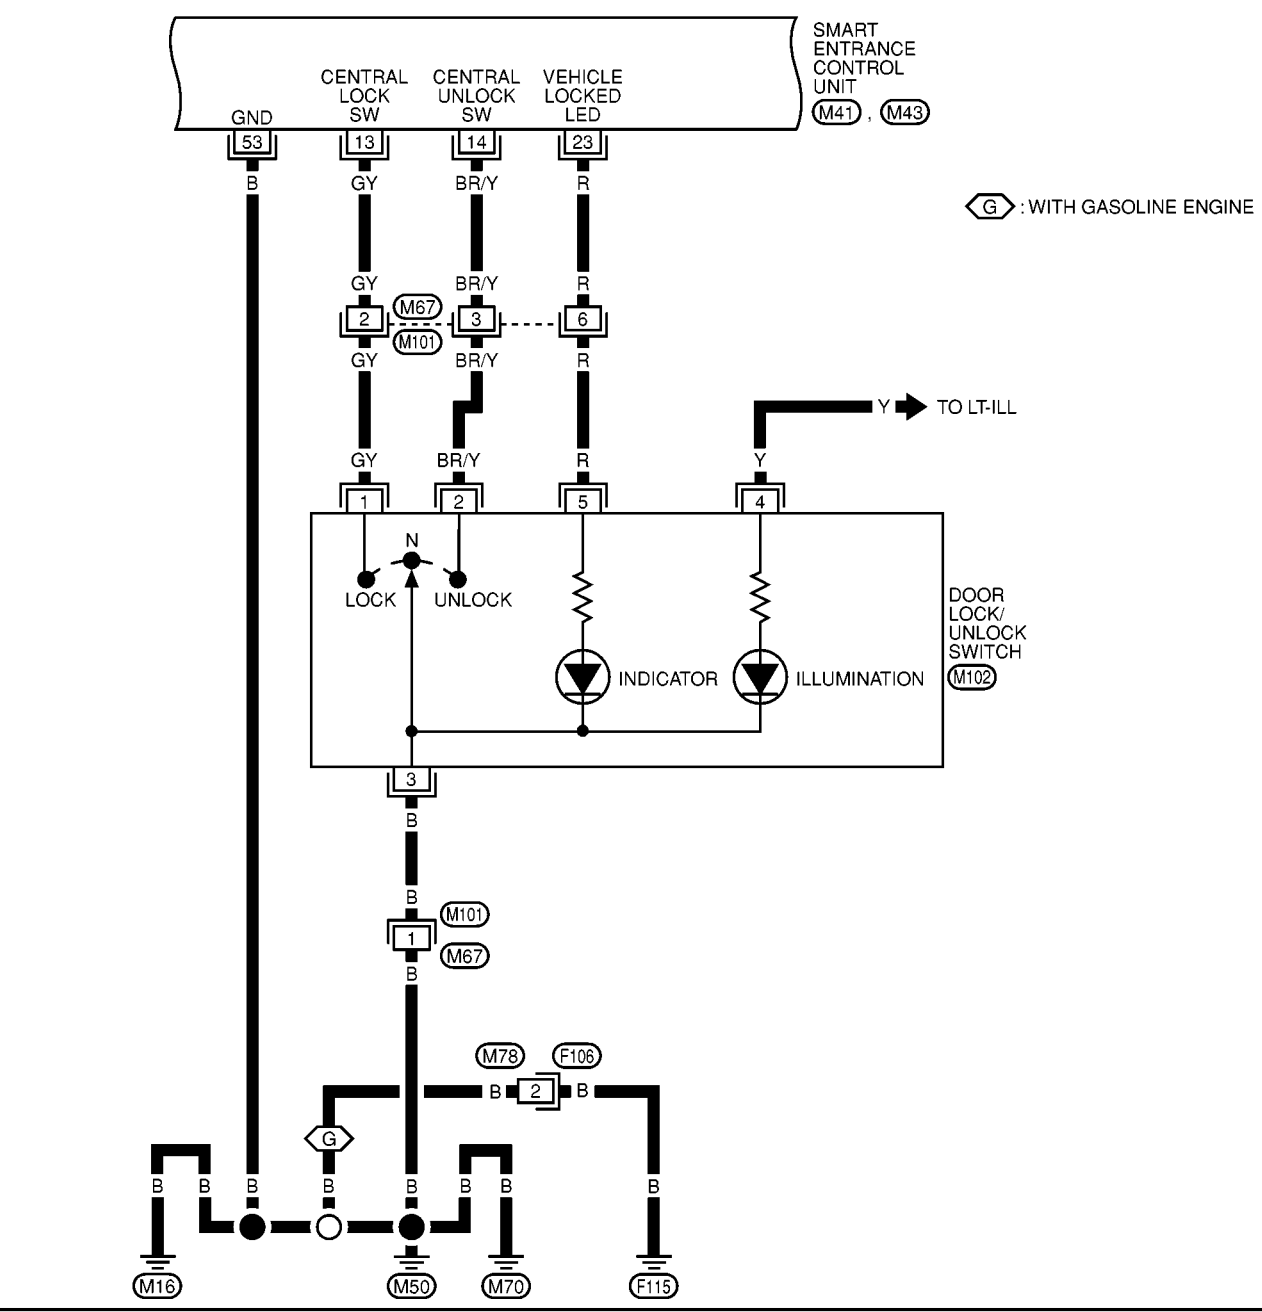 SMART
ENTRANCE
CONTROL
UNIT
M41 , M43
CENTRAL
LOCK
SW
CENTRAL
UNLOCK
SW
VEHICLE
LOCKED
LED
GND
53
13
14
23
B
GY
BR/Y
R
G : WITH GASOLINE ENGINE
GY
BR/Y
R
M67
2
3
6
M101
GY
BR/Y
R
Y
TO LT-ILL
GY
BR/Y
R
Y
1
2
5
4
N
LOCK
UNLOCK
DOOR
LOCK/
UNLOCK
SWITCH
M102
INDICATOR
ILLUMINATION
3
B
B
M101
1
M67
B
M78
F106
B
2
B
G
B
B
B
B
B
B
B
B
M16
M50
M70
F115